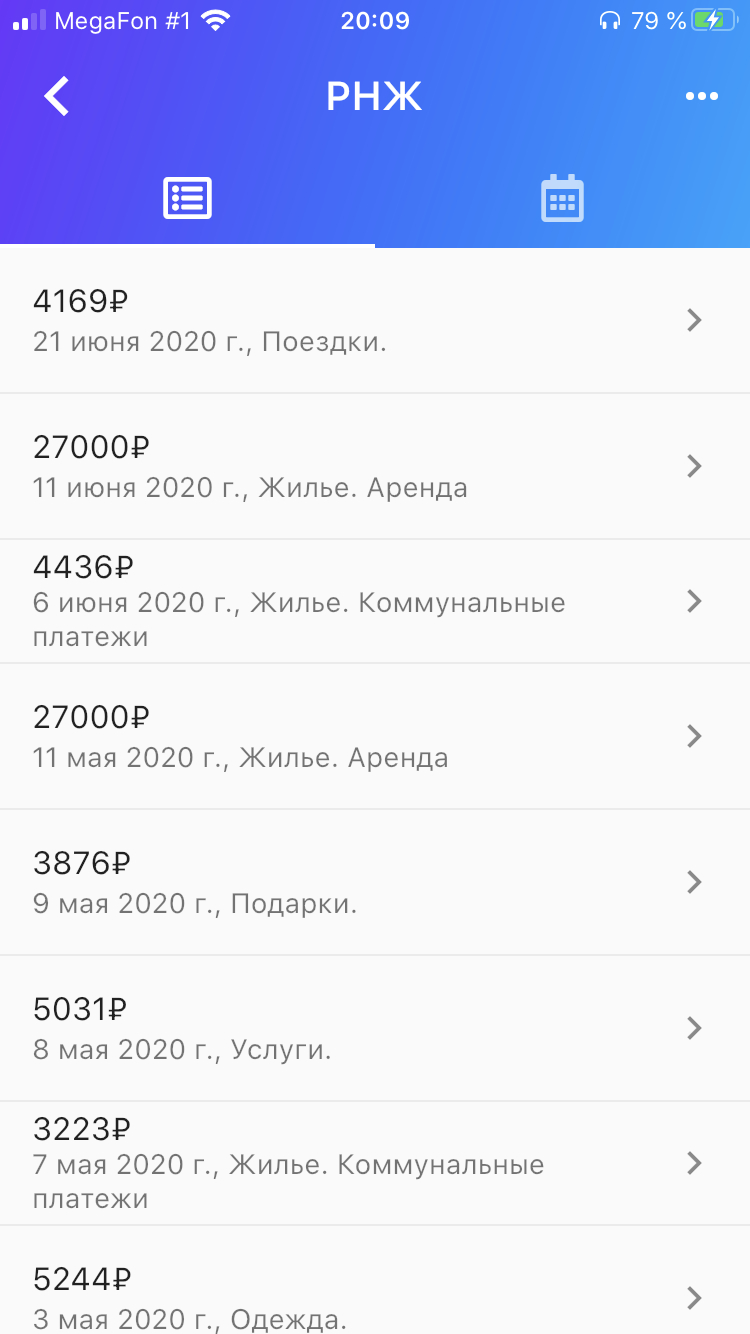 MegaFon #1 20:09 79 %
РНЖ
4169₽
21 июня 2020 г., Поездки.
27000₽
11 июня 2020 г., Жилье. Аренда
4436₽
6 июня 2020 г., Жилье. Коммунальные
платежи
27000₽
11 мая 2020 г., Жилье. Аренда
3876₽
9 мая 2020 г., Подарки.
5031₽
8 мая 2020 г., Услуги.
3223₽
7 мая 2020 г., Жилье. Коммунальные
платежи
5244₽
3 мая 2020 г., Одежда.